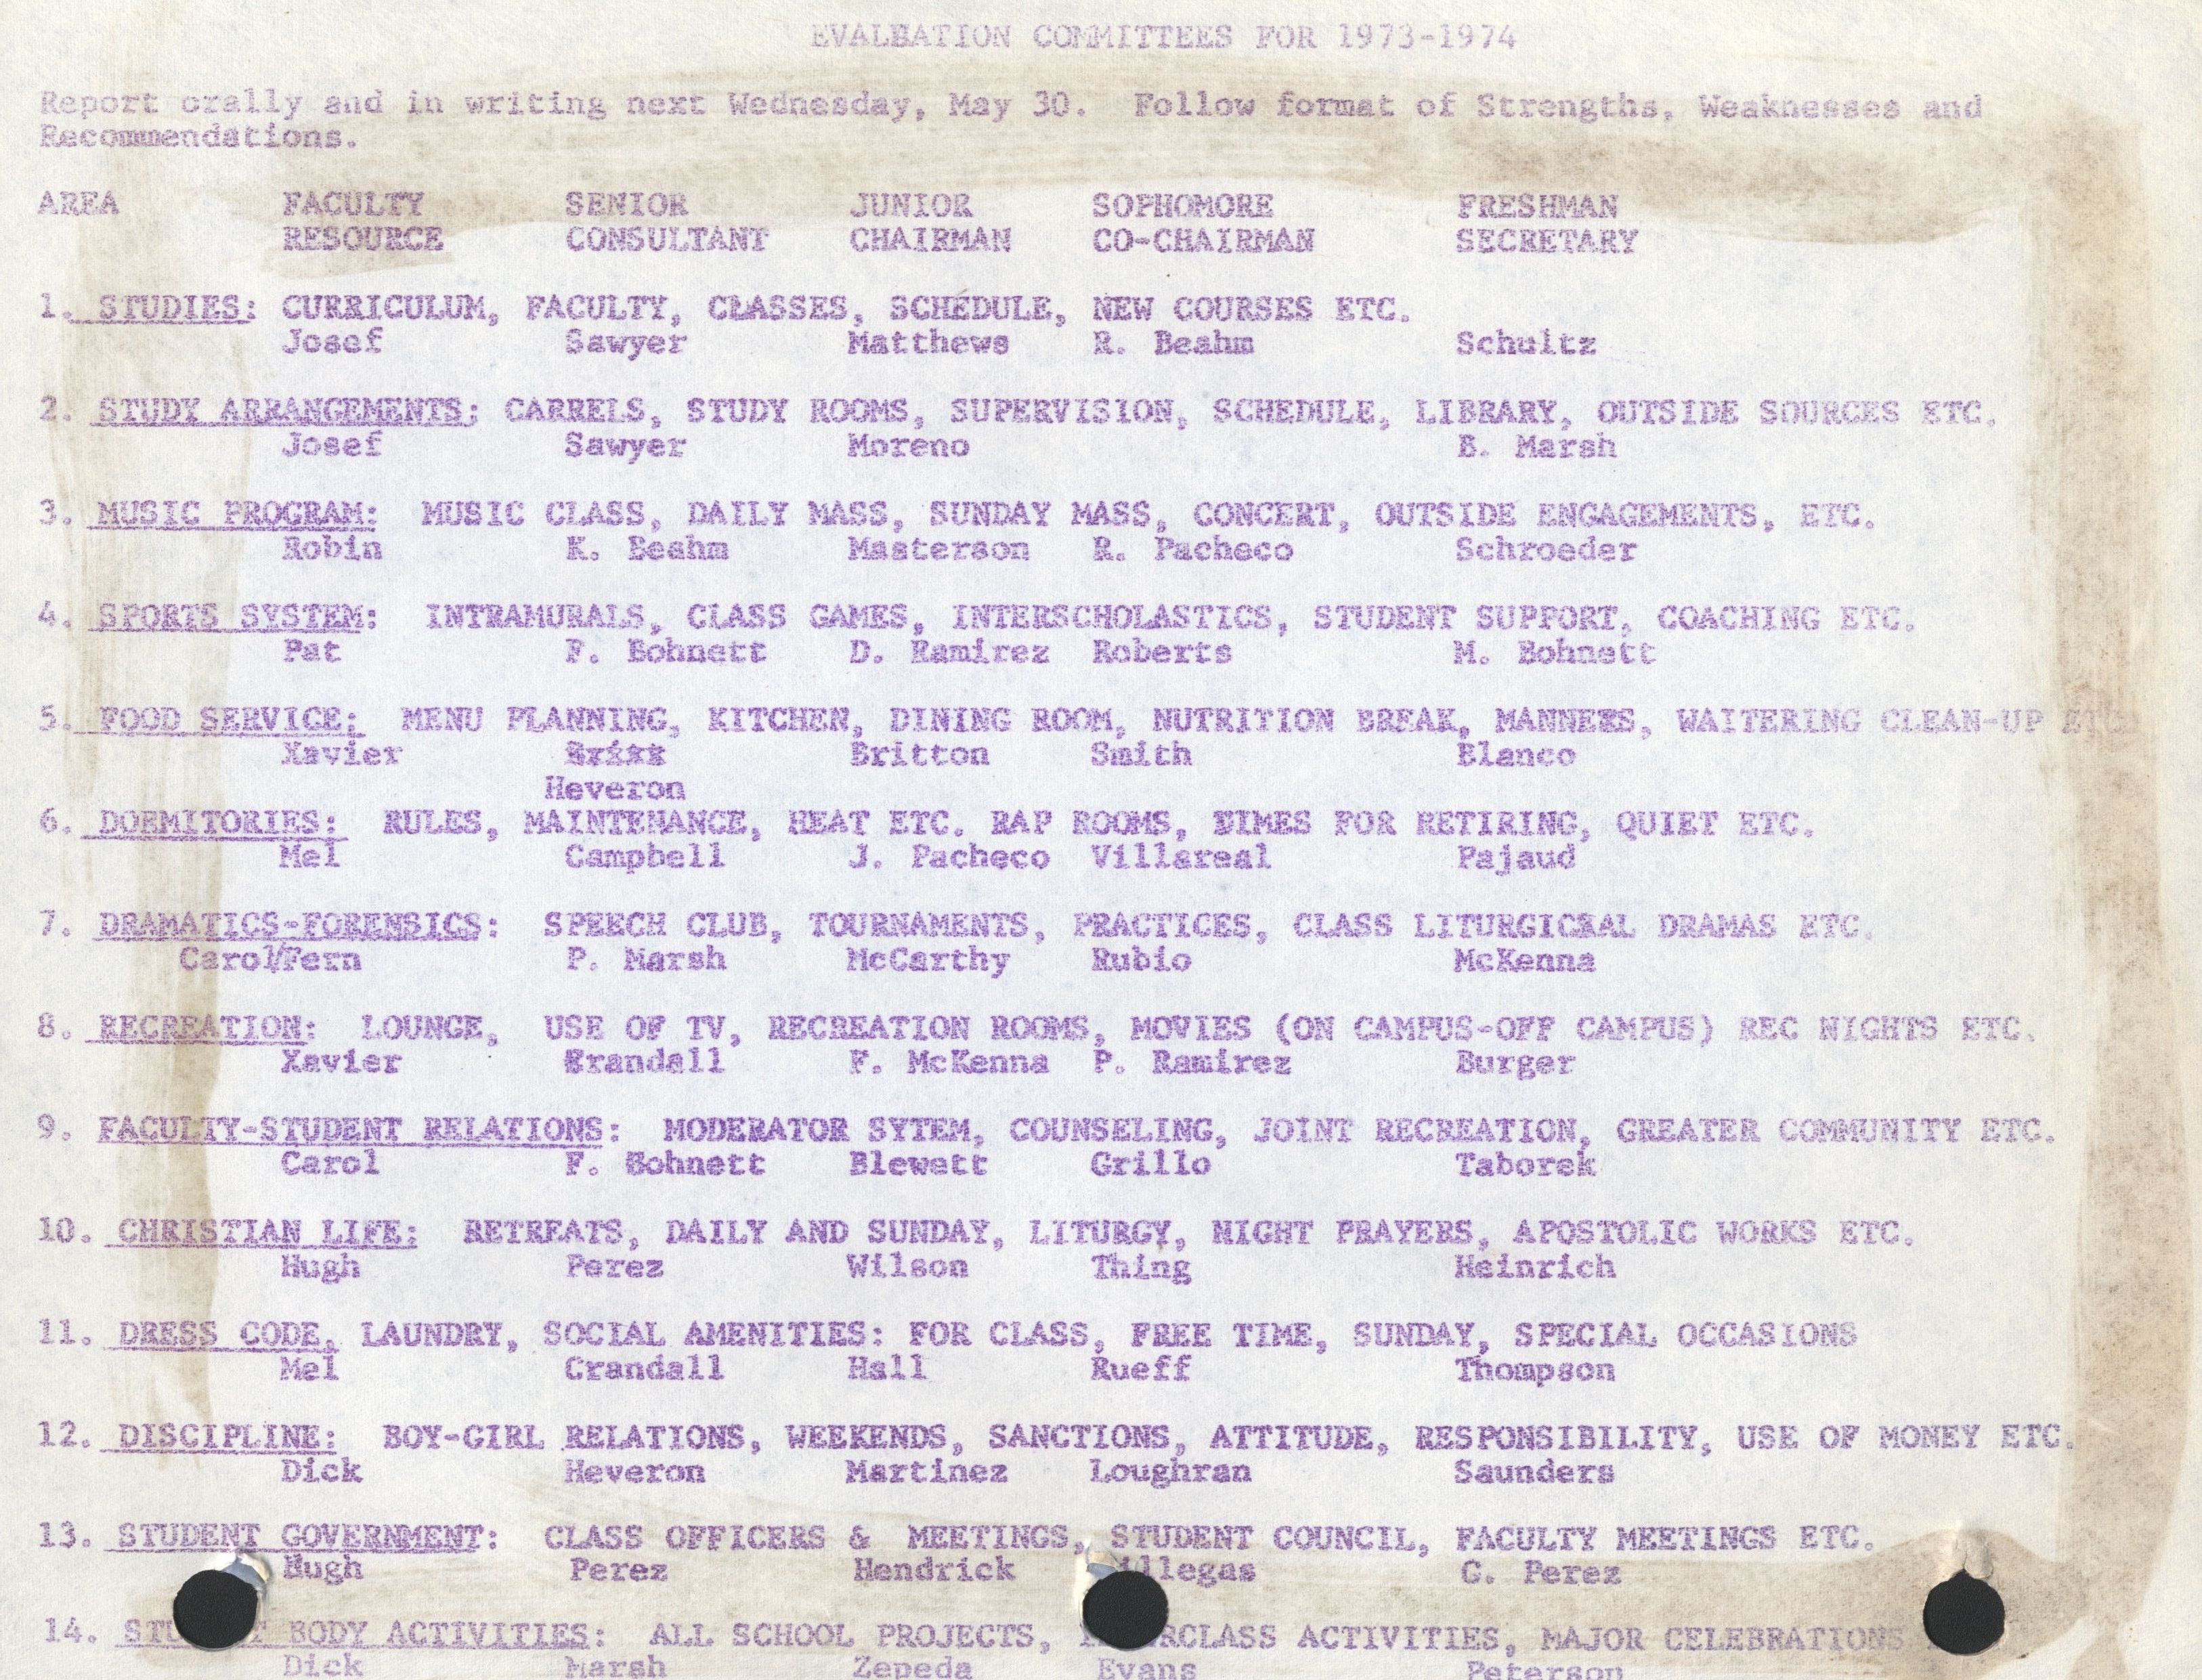 EVALUATION COMMITTEES FOR 1973-1974
Report orally and in writing next Wednesday, May 30. Follow format of Strengths, Weaknesses and
Recommendations.
AREA FACULTY SENIOR JUNIOR SOPHOMORE FRESHMAN
RESOURCE CONSULTANT CHAIRMAN CO-CHAIRMAN SECRETARY
1. STUDIES: CURRICULUM, FACULTY, CLASSES, SCHEDULE, NEW COURSES ETC.
Josef Sawyer Matthews R. Beahm Schultz
2. STUDY ARRANGEMENTS: CARRELS, STUDY ROOMS, SUPERVISION, SCHEDULE, LIBRARY, OUTSIDE SOURCES ETC.
Josef Sawyer Moreno B. Marsh
3. MUSIC PROGRAM: MUSIC CLASS, DAILY MASS, SUNDAY MASS, CONCERT, OUTSIDE ENGAGEMENTS, ETC.
Robin K. Beahm Masterson R. Pacheco Schroeder
4. SPORTS SYSTEM: INTRAMURALS, CLASS GAMES, INTERSCHOLASTICS, STUDENT SUPPORT, COACHING ETC.
Pat F. Bohnett D. Ramirez Roberts M. Bohnett
5. FOOD SERVICE: MENU PLANNING, KITCHEN, DINING ROOM, NUTRITION BREAK, MANNERS, WAITERING CLEAN-UP
Xavier Britton Smith Blanco
Heveron
6. DORMITORIES: RULES, MAINTENANCE, HEAT ETC. RAP ROOMS, TIMES FOR RETIRING, QUIET ETC.
Mel Campbell J. Pacheco Villareal Pajaud
7. DRAMATICS-FORENSICS: SPEECH CLUB, TOURNAMENTS, PRACTICES, CLASS LITURGICAL DRAMAS ETC.
Carol/Fern P. Marsh McCarthy Rubio McKenna
8. RECREATION: LOUNGE, USE OF TV, RECREATION ROOMS, MOVIES (ON CAMPUS-OFF CAMPUS) REC NIGHTS ETC.
Xavier Crandall F. McKenna P. Ramirez Burger
9. FACULTY-STUDENT RELATIONS: MODERATOR SYTEM, COUNSELING, JOINT RECREATION, GREATER COMMUNITY ETC.
Carol F. Bohnett Blewett Grillo Taborek
10. CHRISTIAN LIFE: RETREATS, DAILY AND SUNDAY, LITURGY, NIGHT PRAYERS, APOSTOLIC WORKS ETC.
Hugh Perez Wilson Thing Heinrich
11. DRESS CODE, LAUNDRY, SOCIAL AMENITIES: FOR CLASS, FREE TIME, SUNDAY, SPECIAL OCCASIONS
Mel Crandall Hall Rueff Thompson
12. DISCIPLINE: BOY-GIRL RELATIONS, WEEKENDS, SANCTIONS, ATTITUDE, RESPONSIBILITY, USE OF MONEY ETC.
Dick Heveron Martinez Loughran Saunders
13. STUDENT GOVERNMENT: CLASS OFFICERS & MEETINGS, STUDENT COUNCIL, FACULTY MEETINGS ETC.
Hugh Perez Hendrick G. Perez
14. BODY ACTIVITIES: ALL SCHOOL PROJECTS, ACTIVITIES, MAJOR CELEBRATIONS
Dick Marsh Zepeda Evans Peterson